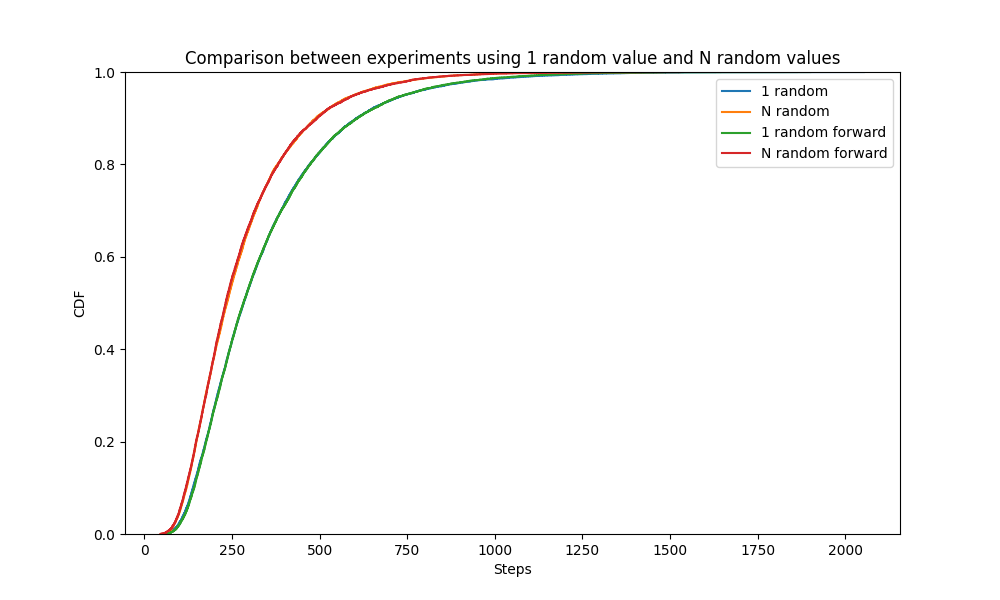 Comparison between experiments using 1 random value and N random values
1.0
0.8
0.6
0.4
0.2
0.0
CDF
1 random
N random
1 random forward
N random forward
0 250 500 750 1000 1250 1500 1750 2000
Steps